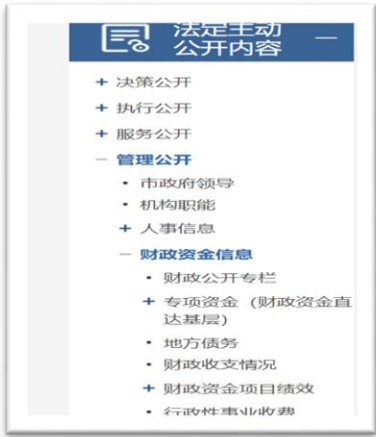 法定主动
公开内容
+ 决策公开
+ 执行公开
+ 服务公开
− 管理公开
• 市政府领导
• 机构职能
+ 人事信息
− 财政资金信息
• 财政公开专栏
+ 专项资金（财政资金直
达基层）
• 地方债务
• 财政收支情况
+ 财政资金项目绩效
• 行政性事业收费